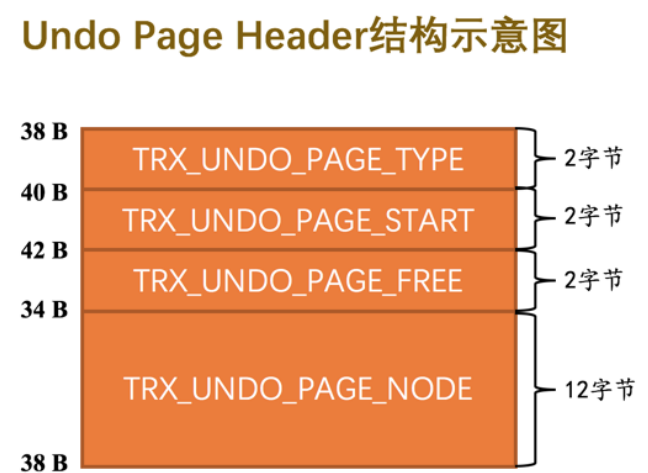 Undo Page Header结构示意图
38 B
TRX_UNDO_PAGE_TYPE
2字节
40 B
TRX_UNDO_PAGE_START
2字节
42 B
TRX_UNDO_PAGE_FREE
2字节
34 B
TRX_UNDO_PAGE_NODE
12字节
38 B